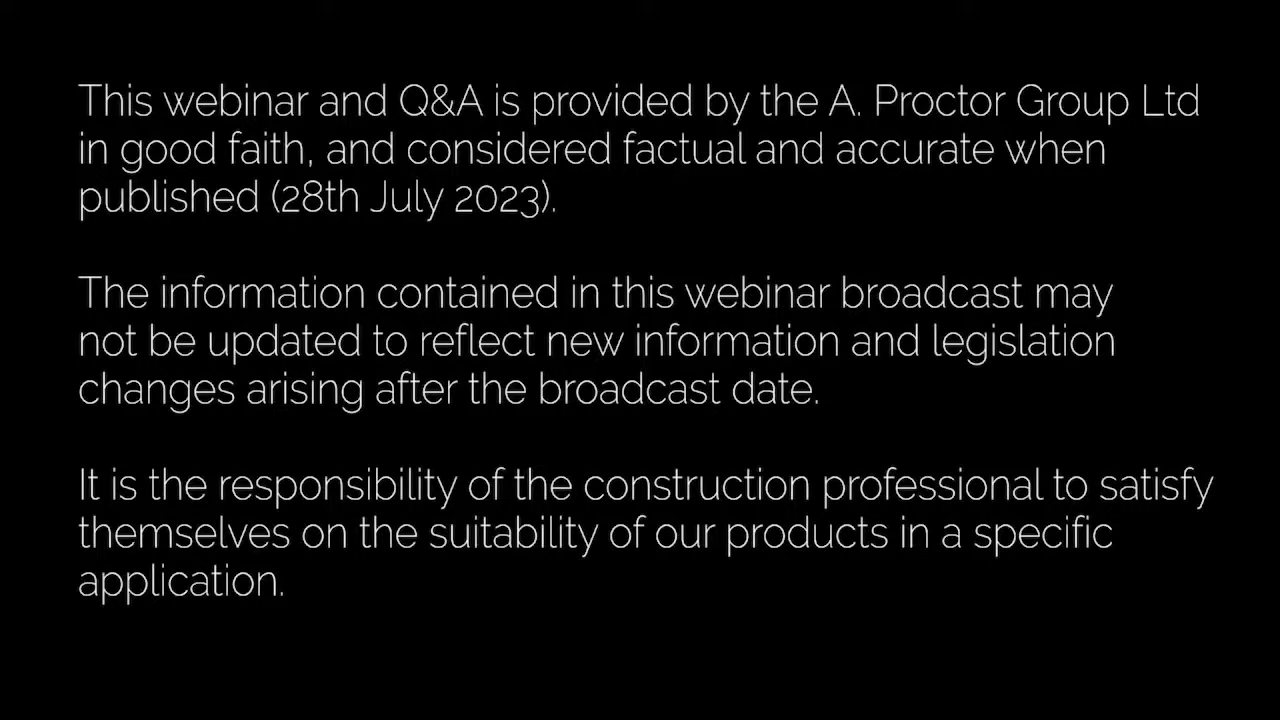 This webinar and Q&A is provided by the A. Proctor Group Ltd
in good faith, and considered factual and accurate when
published (28th July 2023).
The information contained in this webinar broadcast may
not be updated to reflect new information and legislation
changes arising after the broadcast date.
It is the responsibility of the construction professional to satisfy
themselves on the suitability of our products in a specific
application.